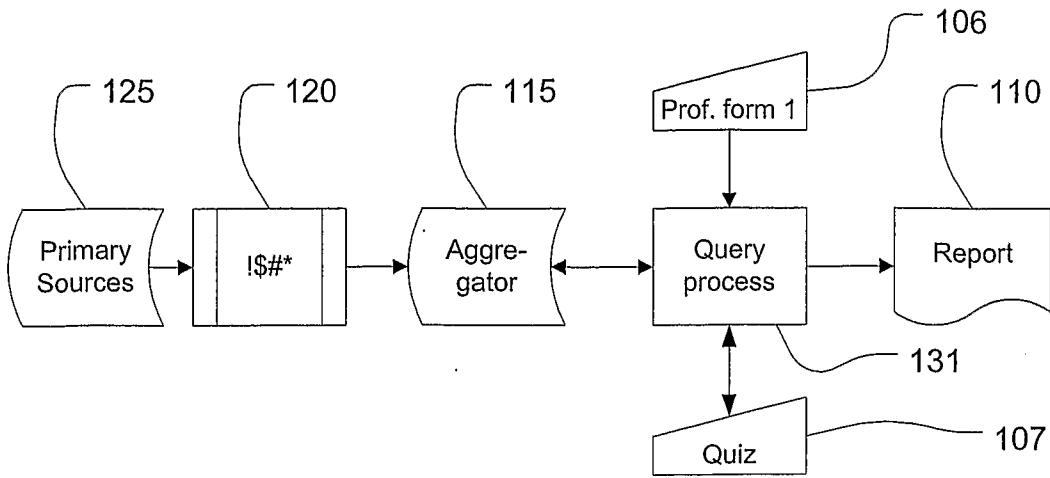 106
125
120
115
110
Prof. form 1
Primary
Sources
!$#*
Aggre-
gator
Query
process
Report
131
107
Quiz